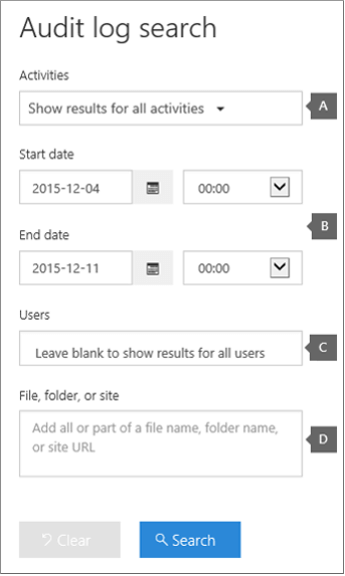 Audit log search
Activities
Show results for all activities
A
Start date
2015-12-04 00:00
B
End date
2015-12-11 00:00
Users
Leave blank to show results for all users
C
File, folder, or site
Add all or part of a file name, folder name,
or site URL
D
Clear Search